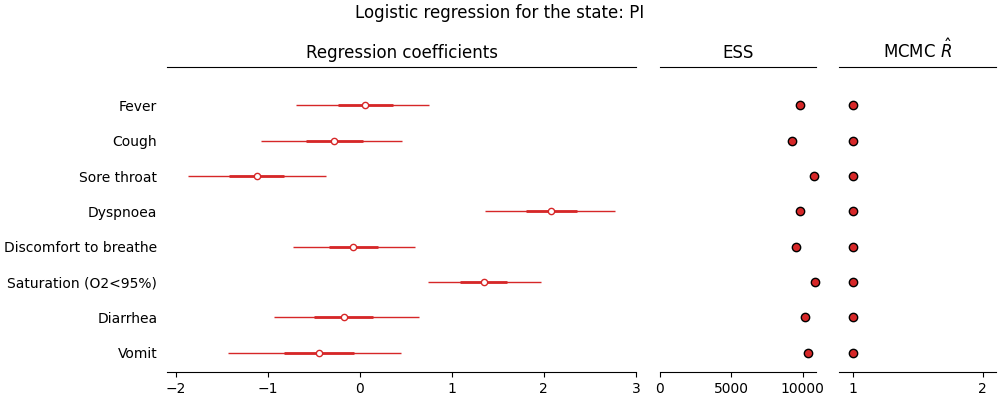 Logistic regression for the state: PI
Regression coefficients ESS MCMC R̂
Fever
Cough
Sore throat
Dyspnoea
Discomfort to breathe
Saturation (O2<95%)
Diarrhea
Vomit
−2 −1 0 1 2 3 0 5000 10000 1 2